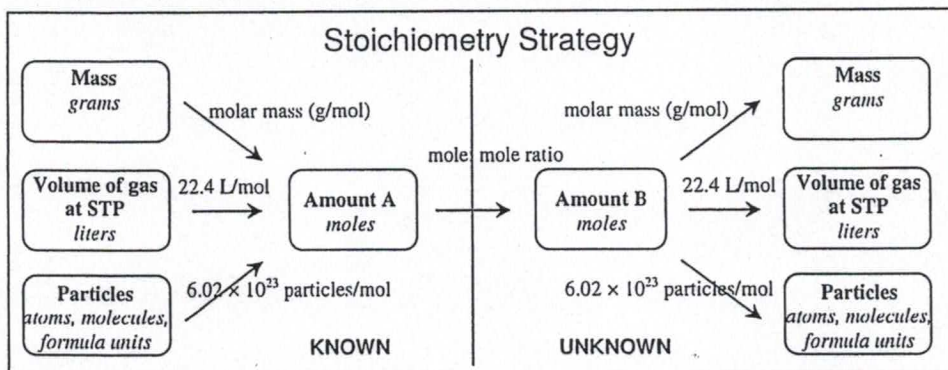 Stoichiometry Strategy
Mass
grams
molar mass (g/mol)
Volume of gas
at STP
liters
22.4 L/mol
Particles
atoms, molecules,
formula units
6.02 × 10²³ particles/mol
Amount A
moles
KNOWN
mole: mole ratio
Amount B
moles
UNKNOWN
molar mass (g/mol)
22.4 L/mol
6.02 × 10²³ particles/mol
Mass
grams
Volume of gas
at STP
liters
Particles
atoms, molecules,
formula units